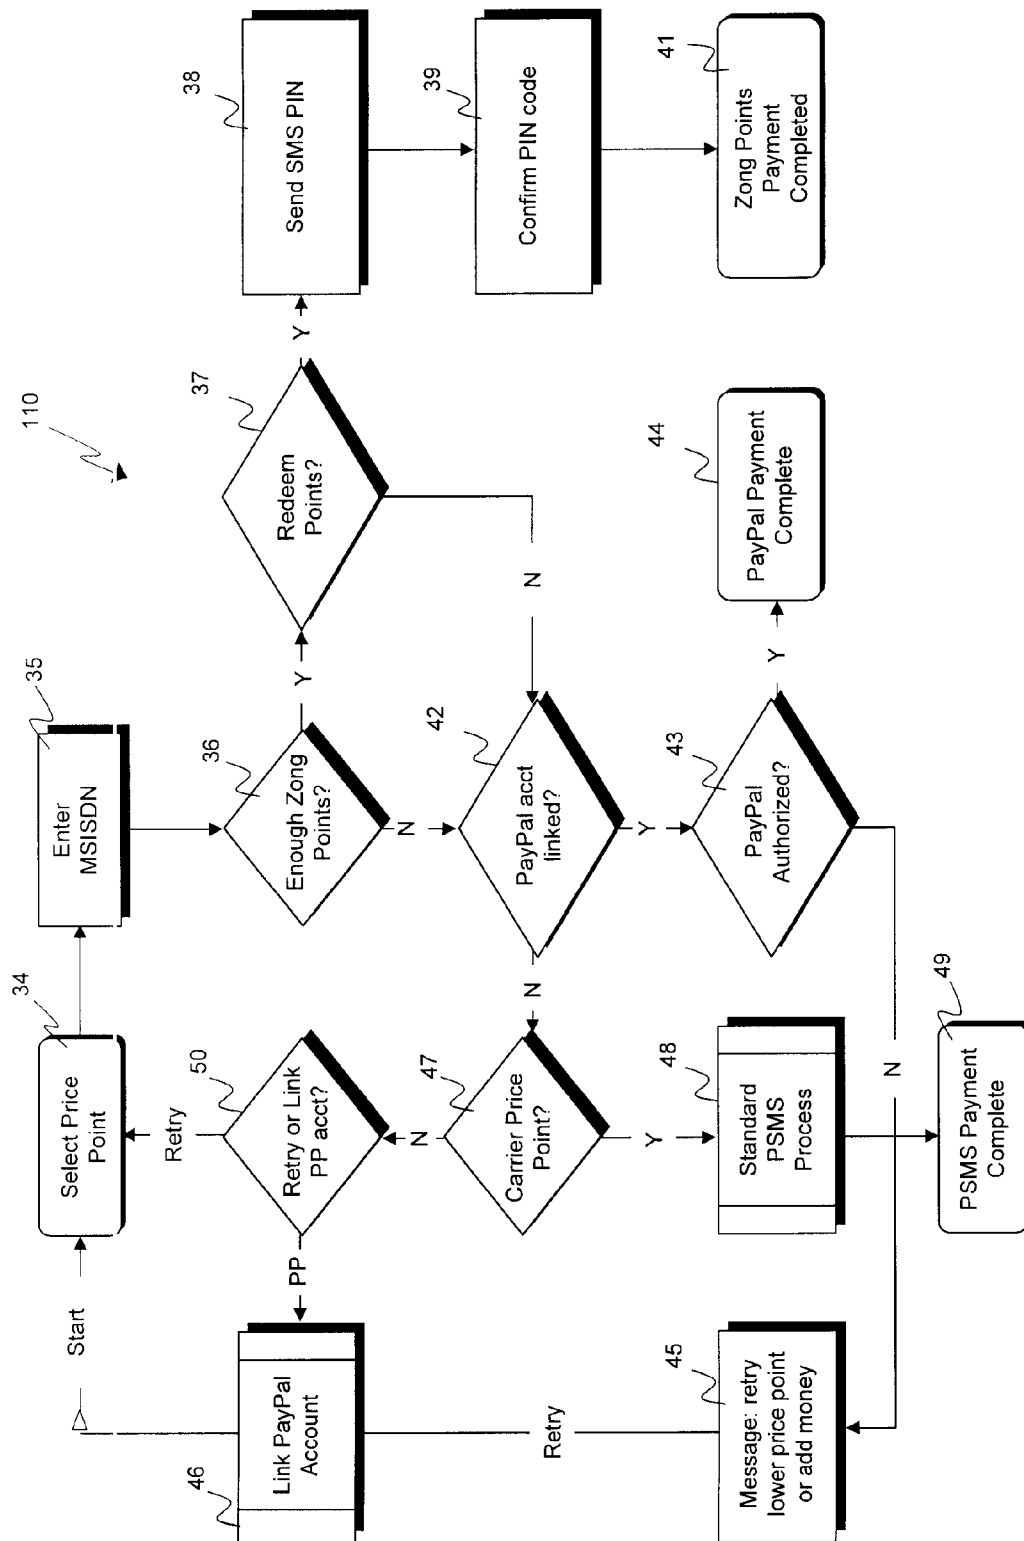 110
Start
34
Select Price
Point
35
Enter
MSISDN
Retry
36
Enough Zong
Points?
Y
37
Redeem
Points?
Y
38
Send SMS PIN
39
Confirm PIN code
41
Zong Points
Payment
Completed
N
N
42
PayPal acct
linked?
Y
43
PayPal
Authorized?
Y
44
PayPal Payment
Complete
N
N
47
Carrier Price
Point?
N
50
Retry or Link
PP acct?
PP
46
Link PayPal
Account
Y
48
Standard
PSMS
Process
49
PSMS Payment
Complete
45
Message: retry
lower price point
or add money
Retry